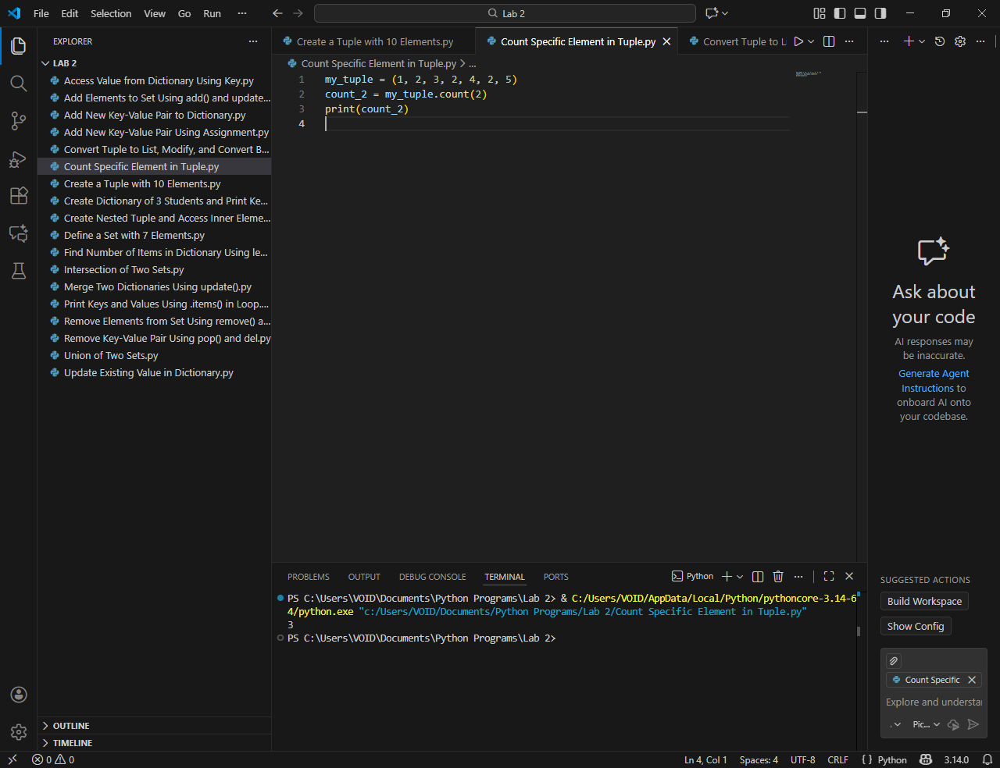 File Edit Selection View Go Run ···
Lab 2
EXPLORER
LAB 2
Access Value from Dictionary Using Key.py
Add Elements to Set Using add() and update...
Add New Key-Value Pair to Dictionary.py
Add New Key-Value Pair Using Assignment.py
Convert Tuple to List, Modify, and Convert B...
Count Specific Element in Tuple.py
Create a Tuple with 10 Elements.py
Create Dictionary of 3 Students and Print Ke...
Create Nested Tuple and Access Inner Eleme...
Define a Set with 7 Elements.py
Find Number of Items in Dictionary Using le...
Intersection of Two Sets.py
Merge Two Dictionaries Using update().py
Print Keys and Values Using .items() in Loop....
Remove Elements from Set Using remove() a...
Remove Key-Value Pair Using pop() and del.py
Union of Two Sets.py
Update Existing Value in Dictionary.py
OUTLINE
TIMELINE
Create a Tuple with 10 Elements.py
Count Specific Element in Tuple.py
Convert Tuple to Li
Count Specific Element in Tuple.py > ...
1 my_tuple = (1, 2, 3, 2, 4, 2, 5)
2 count_2 = my_tuple.count(2)
3 print(count_2)
4
PROBLEMS OUTPUT DEBUG CONSOLE TERMINAL PORTS
Python
PS C:\Users\VOID\Documents\Python Programs\Lab 2> & C:/Users/VOID/AppData/Local/Python/pythoncore-3.14-6
4/python.exe "c:/Users/VOID/Documents/Python Programs/Lab 2/Count Specific Element in Tuple.py"
3
PS C:\Users\VOID\Documents\Python Programs\Lab 2>
Ask about
your code
AI responses may
be inaccurate.
Generate Agent
Instructions to
onboard AI onto
your codebase.
SUGGESTED ACTIONS
Build Workspace
Show Config
Count Specific
Explore and understa
Pic...
0 0
Ln 4, Col 1 Spaces: 4 UTF-8 CRLF {} Python 3.14.0